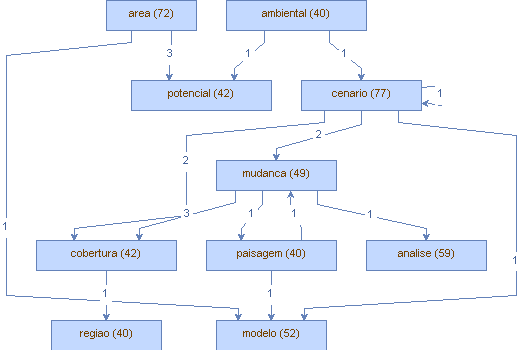 area (72)
ambiental (40)
3
1
1
potencial (42)
cenario (77)
1
2
2
mudanca (49)
1
3
1
1
1
cobertura (42)
paisagem (40)
analise (59)
1
1
1
regiao (40)
modelo (52)